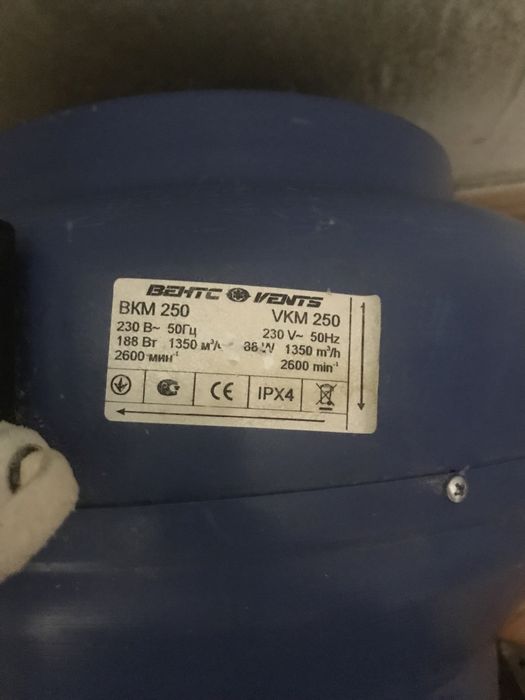 ВЕНТС VENTS
ВКМ 250 VKM 250
230 В~ 50Гц 230 V~ 50Hz
188 Вт 1350 м³/ 88 W 1350 m³/h
2600 мин⁻¹ 2600 min⁻¹
CE IPX4